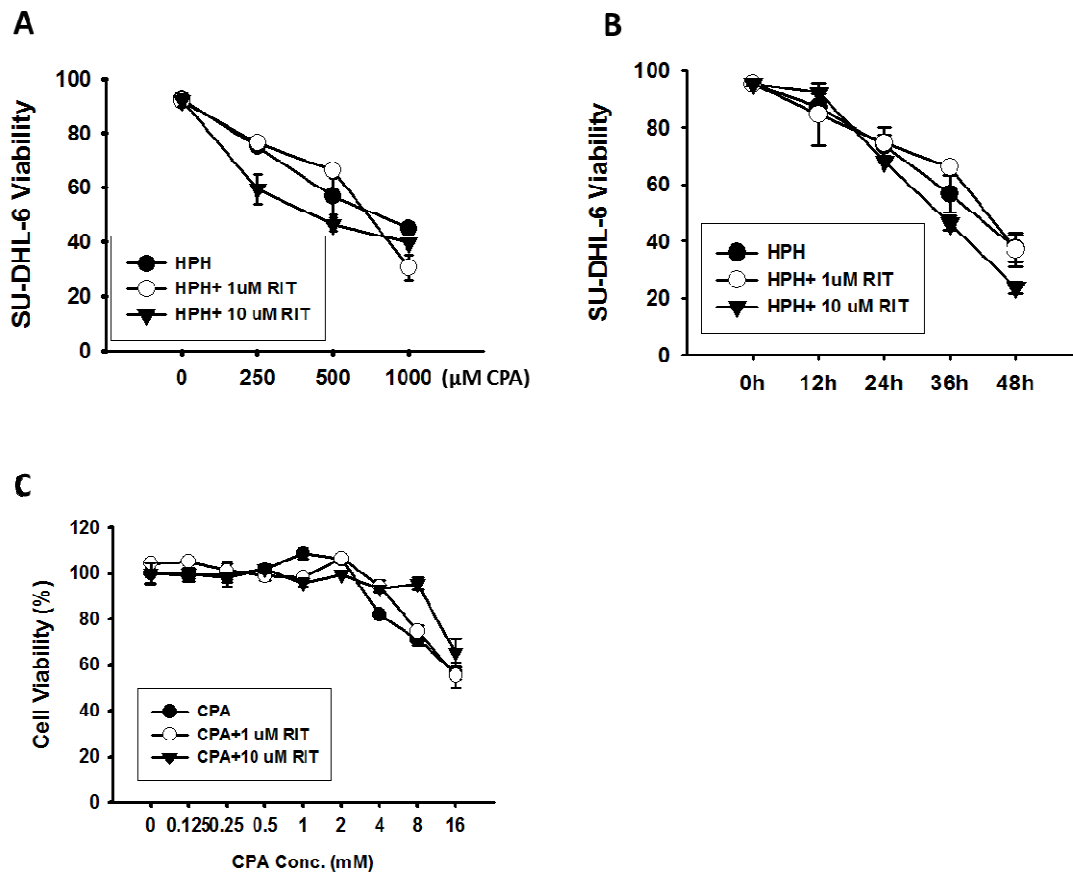 A
SU-DHL-6 Viability
100
80
60
40
20
0
HPH
HPH+ 1uM RIT
HPH+ 10 uM RIT
0 250 500 1000 (μM CPA)
B
SU-DHL-6 Viability
100
80
60
40
20
0
HPH
HPH+ 1uM RIT
HPH+ 10 uM RIT
0h 12h 24h 36h 48h
C
Cell Viability (%)
120
100
80
60
40
20
0
CPA
CPA+1 uM RIT
CPA+10 uM RIT
0 0.125 0.25 0.5 1 2 4 8 16
CPA Conc. (mM)